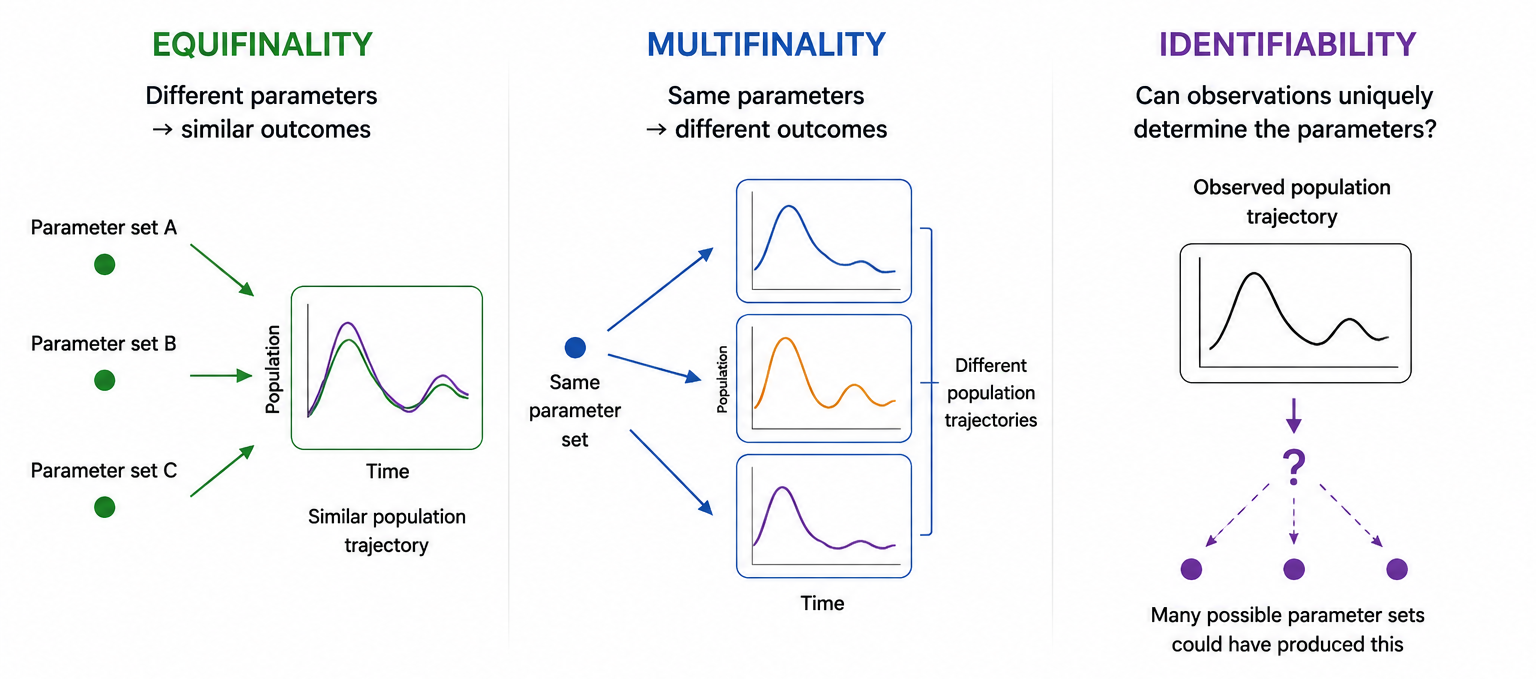 EQUIFINALITY
Different parameters
→ similar outcomes
Parameter set A
Parameter set B
Parameter set C
Population
Time
Similar population
trajectory
MULTIFINALITY
Same parameters
→ different outcomes
Same
parameter
set
Population
Time
Different
population
trajectories
IDENTIFIABILITY
Can observations uniquely
determine the parameters?
Observed population
trajectory
?
Many possible parameter sets
could have produced this